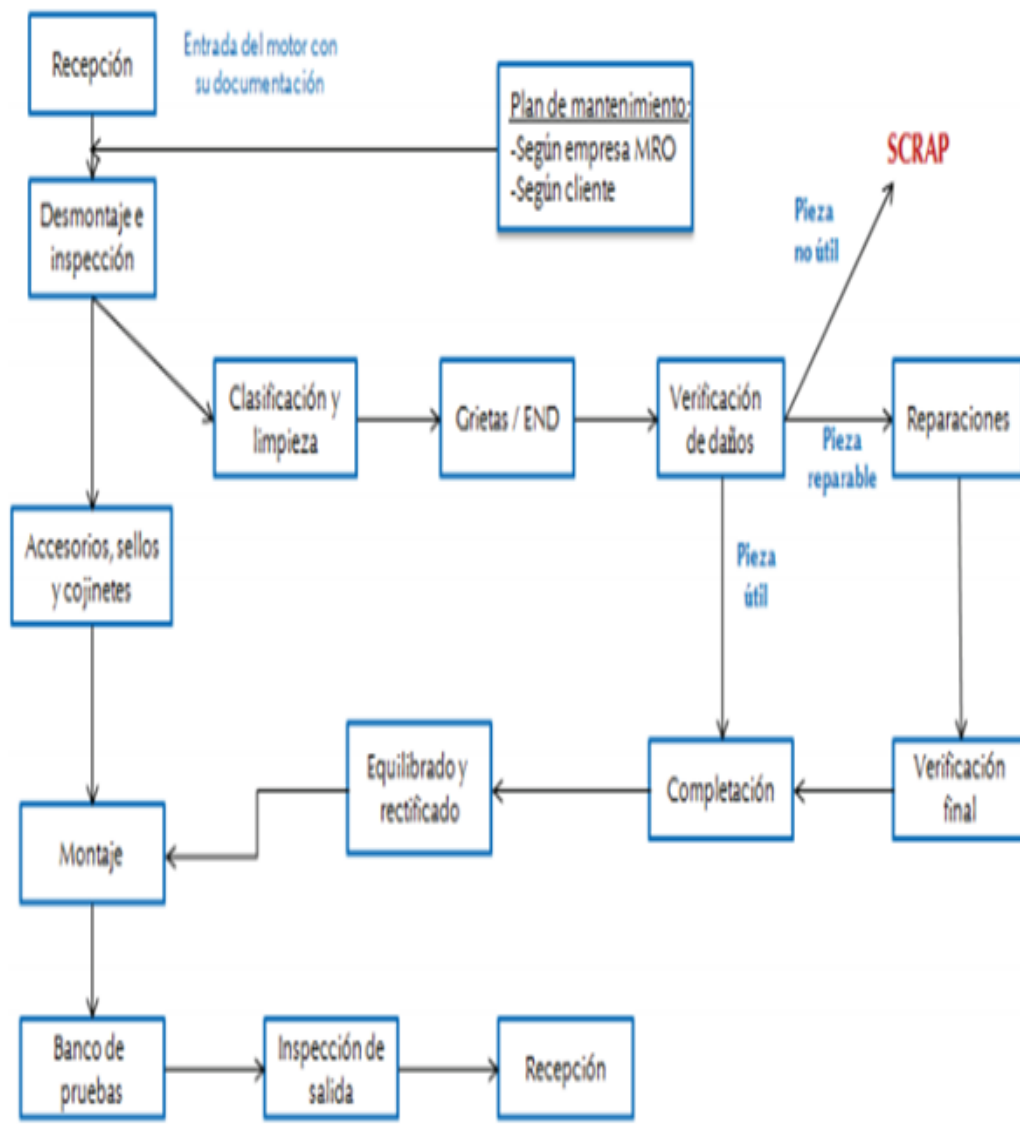 Recepción
Entrada del motor con
su documentación
Plan de mantenimiento:
-Según empresa MRO
-Según cliente
SCRAP
Desmontaje e
inspección
Pieza
no útil
Clasificación y
limpieza
Grietas / END
Verificación
de daños
Pieza
reparable
Reparaciones
Accesorios, sellos
y cojinetes
Pieza
útil
Equilibrado y
rectificado
Completación
Verificación
final
Montaje
Banco de
pruebas
Inspección de
salida
Recepción